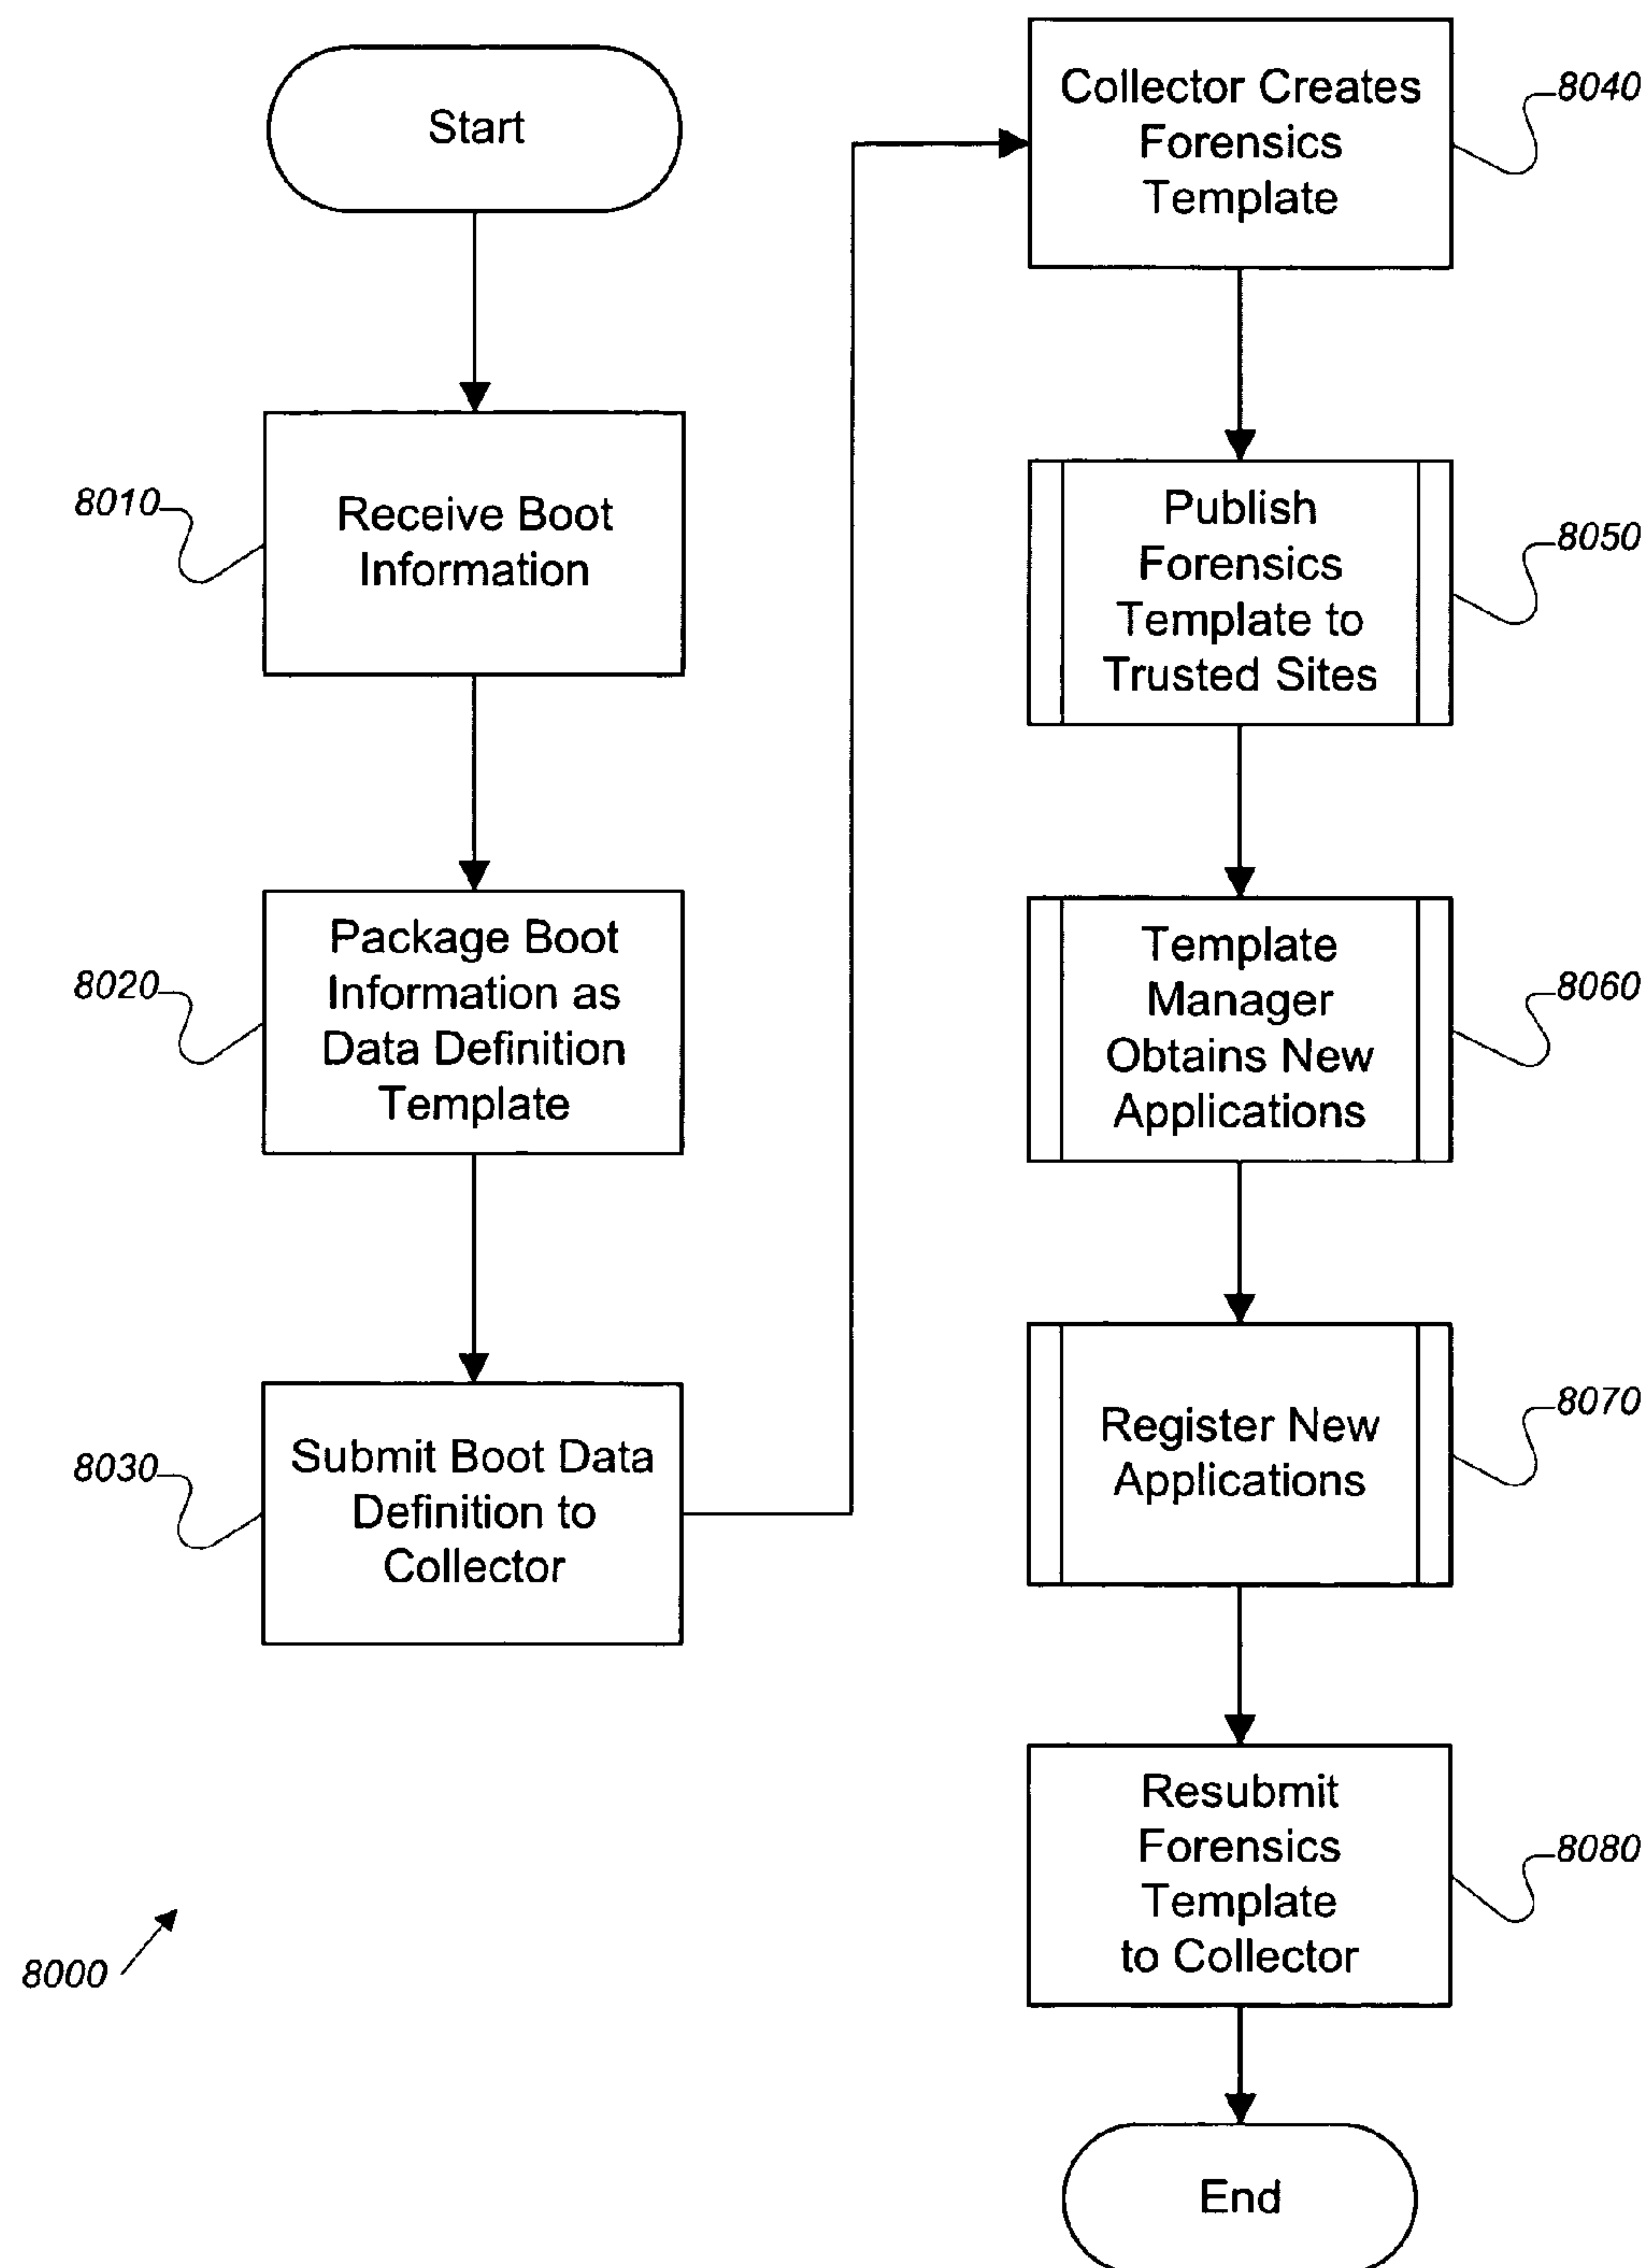 Start
8010
Receive Boot
Information
8020
Package Boot
Information as
Data Definition
Template
8030
Submit Boot Data
Definition to
Collector
8000
Collector Creates
Forensics
Template
8040
Publish
Forensics
Template to
Trusted Sites
8050
Template
Manager
Obtains New
Applications
8060
Register New
Applications
8070
Resubmit
Forensics
Template
to Collector
8080
End